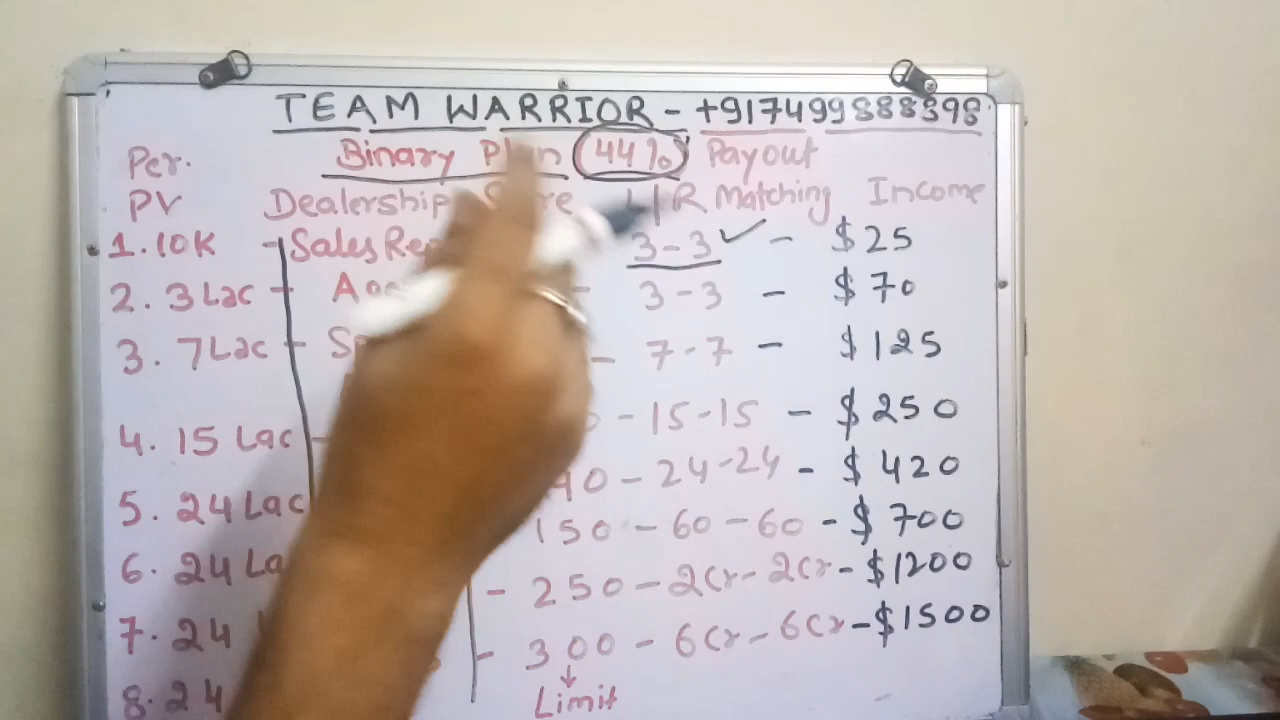 TEAM WARRIOR - +917499888898
Binary Plan 44% Payout
Per.
PV Dealership L/R Matching Income
1. 10K - Sales Rep 3-3 ✓ - $25
2. 3 Lac - - 3-3 - $70
3. 7 Lac - - 7-7 - $125
4. 15 Lac - - 15-15 - $250
5. 24 Lac 90 - 24-24 - $420
6. 24 150 - 60-60 - $700
7. 24 - 250 - 2Cr - 2Cr - $1200
8. 24 - 300 - 6Cr - 6Cr - $1500
↓
Limit